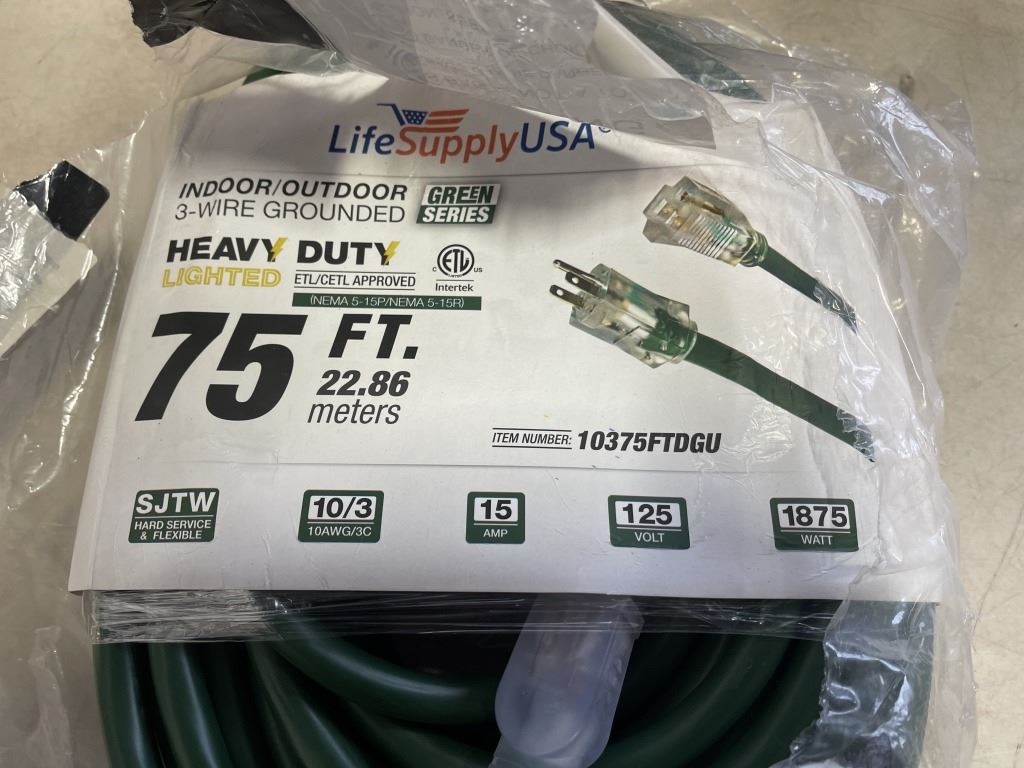 LifeSupplyUSA®
INDOOR/OUTDOOR
3-WIRE GROUNDED
GREEN
SERIES
HEAVY DUTY
LIGHTED
ETL/CETL APPROVED
(NEMA 5-15P/NEMA 5-15R)
C ETL US
Intertek
75 FT.
22.86
meters
ITEM NUMBER: 10375FTDGU
SJTW
HARD SERVICE
& FLEXIBLE
10/3
10AWG/3C
15
AMP
125
VOLT
1875
WATT